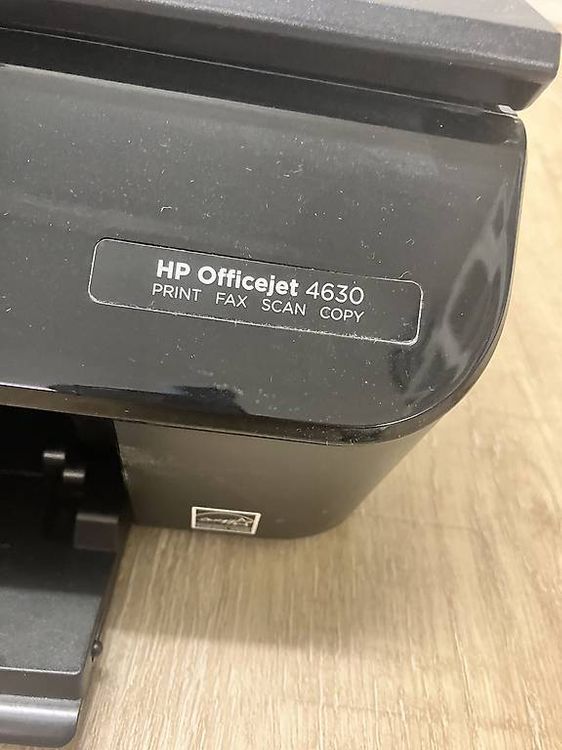 HP Officejet 4630
PRINT FAX SCAN COPY